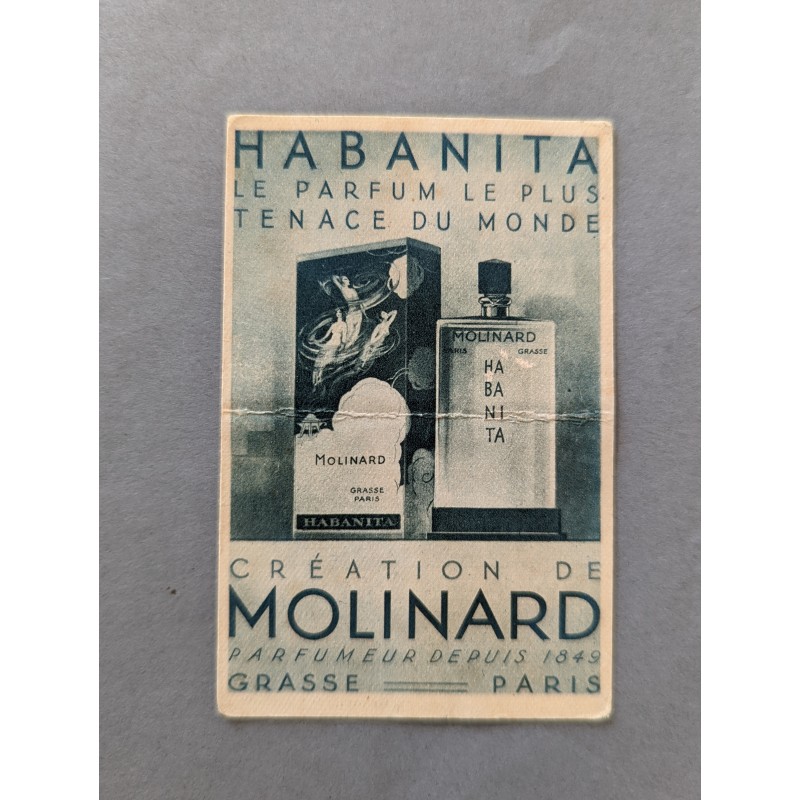 HABANITA
LE PARFUM LE PLUS
TENACE DU MONDE
MOLINARD
PARIS GRASSE
HA
BA
NI
TA
MOLINARD
GRASSE
PARIS
HABANITA
CRÉATION DE
MOLINARD
PARFUMEUR DEPUIS 1849
GRASSE PARIS